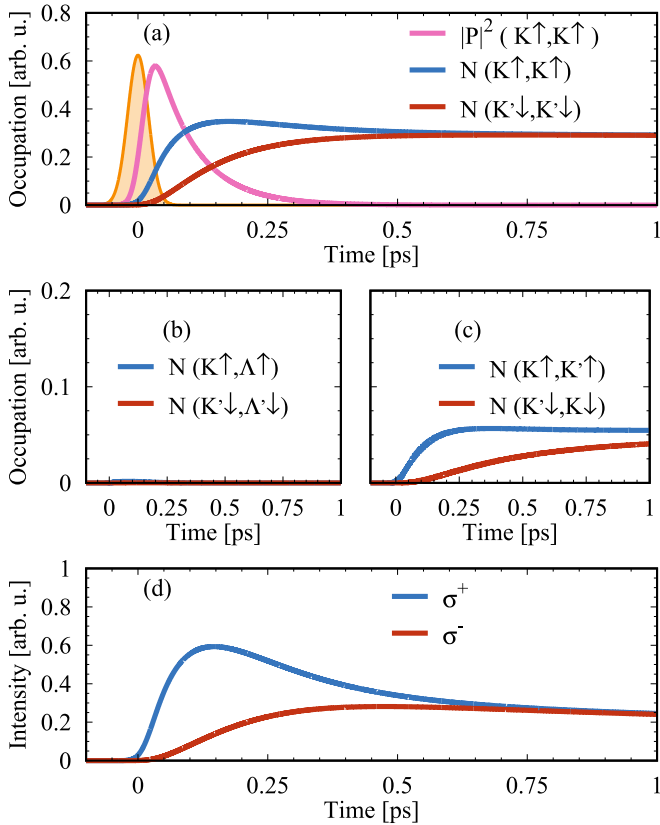 (a)
|P|² (K↑,K↑)
N (K↑,K↑)
N (K'↓,K'↓)
Occupation [arb. u.]
0.8
0.6
0.4
0.2
0
0 0.25 0.5 0.75 1
Time [ps]
(b)
N (K↑,Λ↑)
N (K'↓,Λ'↓)
Occupation [arb. u.]
0.2
0.1
0
0 0.25 0.5 0.75 1
Time [ps]
(c)
N (K↑,K'↑)
N (K'↓,K↓)
0 0.25 0.5 0.75 1
Time [ps]
(d)
σ⁺
σ⁻
Intensity [arb. u.]
1
0.8
0.6
0.4
0.2
0
0 0.25 0.5 0.75 1
Time [ps]